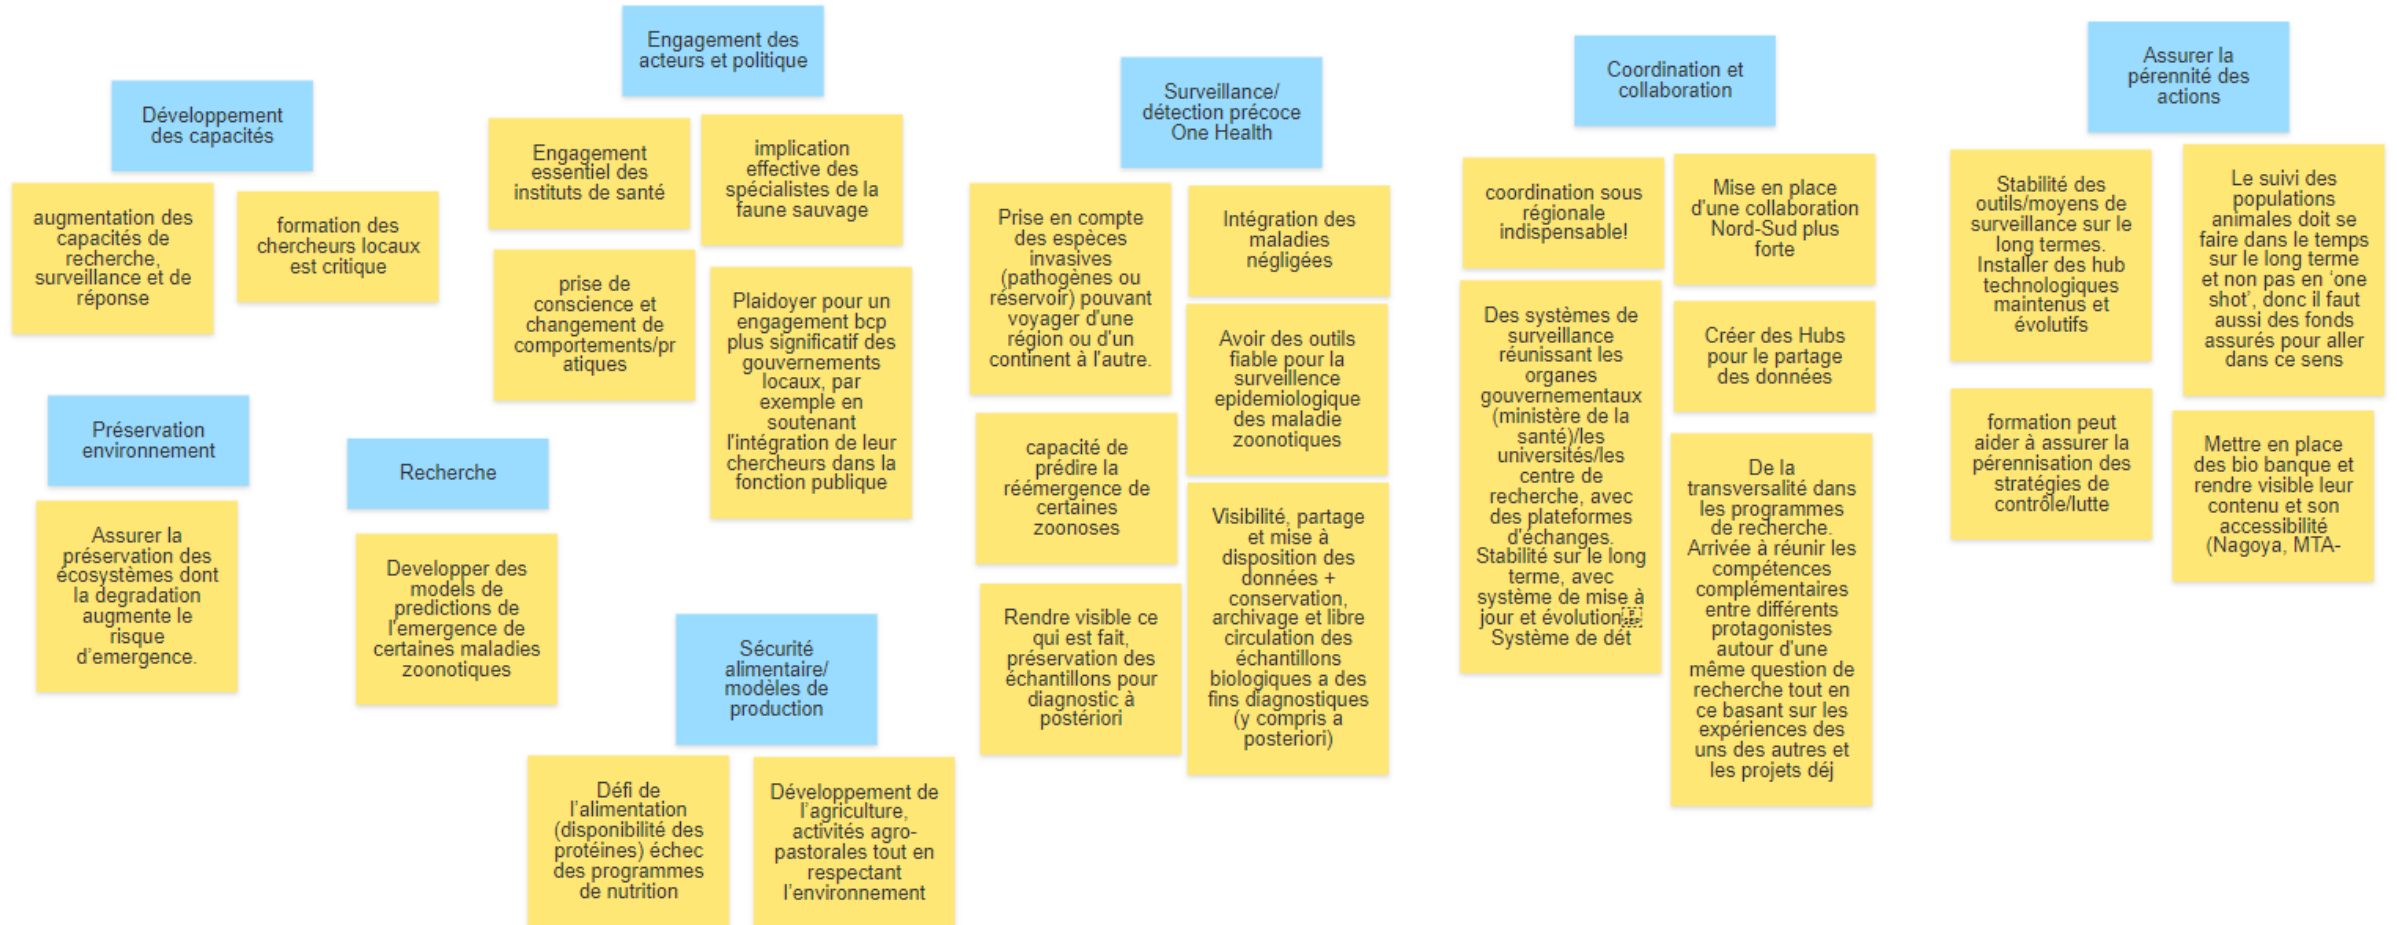 Développement
des capacités
augmentation des
capacités de
recherche,
surveillance et de
réponse
formation des
chercheurs locaux
est critique
Préservation
environnement
Assurer la
préservation des
écosystèmes dont
la degradation
augmente le
risque
d’emergence.
Recherche
Developper des
models de
predictions de
l'emergence de
certaines maladies
zoonotiques
Engagement des
acteurs et politique
Engagement
essentiel des
instituts de santé
implication
effective des
spécialistes de la
faune sauvage
prise de
conscience et
changement de
comportements/pr
atiques
Plaidoyer pour un
engagement bcp
plus significatif des
gouvernements
locaux, par
exemple en
soutenant
l'intégration de leur
chercheurs dans la
fonction publique
Sécurité
alimentaire/
modèles de
production
Défi de
l’alimentation
(disponibilité des
protéines) échec
des programmes
de nutrition
Développement de
l’agriculture,
activités agro-
pastorales tout en
respectant
l’environnement
Surveillance/
détection précoce
One Health
Prise en compte
des espèces
invasives
(pathogènes ou
réservoir) pouvant
voyager d'une
région ou d'un
continent à l'autre.
Intégration des
maladies
négligées
Avoir des outils
fiable pour la
surveillence
epidemiologique
des maladie
zoonotiques
capacité de
prédire la
réémergence de
certaines
zoonoses
Visibilité, partage
et mise à
disposition des
données +
conservation,
archivage et libre
circulation des
échantillons
biologiques a des
fins diagnostiques
(y compris a
posteriori)
Rendre visible ce
qui est fait,
préservation des
échantillons pour
diagnostic à
postériori
Coordination et
collaboration
coordination sous
régionale
indispensable!
Mise en place
d'une collaboration
Nord-Sud plus
forte
Des systèmes de
surveillance
réunissant les
organes
gouvernementaux
(ministère de la
santé)/les
universités/les
centre de
recherche, avec
des plateformes
d'échanges.
Stabilité sur le long
terme, avec
système de mise à
jour et évolution
Système de dét
Créer des Hubs
pour le partage
des données
De la
transversalité dans
les programmes
de recherche.
Arrivée à réunir les
compétences
complémentaires
entre différents
protagonistes
autour d'une
même question de
recherche tout en
ce basant sur les
expériences des
uns des autres et
les projets déj
Assurer la
pérennité des
actions
Stabilité des
outils/moyens de
surveillance sur le
long termes.
Installer des hub
technologiques
maintenus et
évolutifs
Le suivi des
populations
animales doit se
faire dans le temps
sur le long terme
et non pas en ‘one
shot’, donc il faut
aussi des fonds
assurés pour aller
dans ce sens
formation peut
aider à assurer la
pérennisation des
stratégies de
contrôle/lutte
Mettre en place
des bio banque et
rendre visible leur
contenu et son
accessibilité
(Nagoya, MTA-